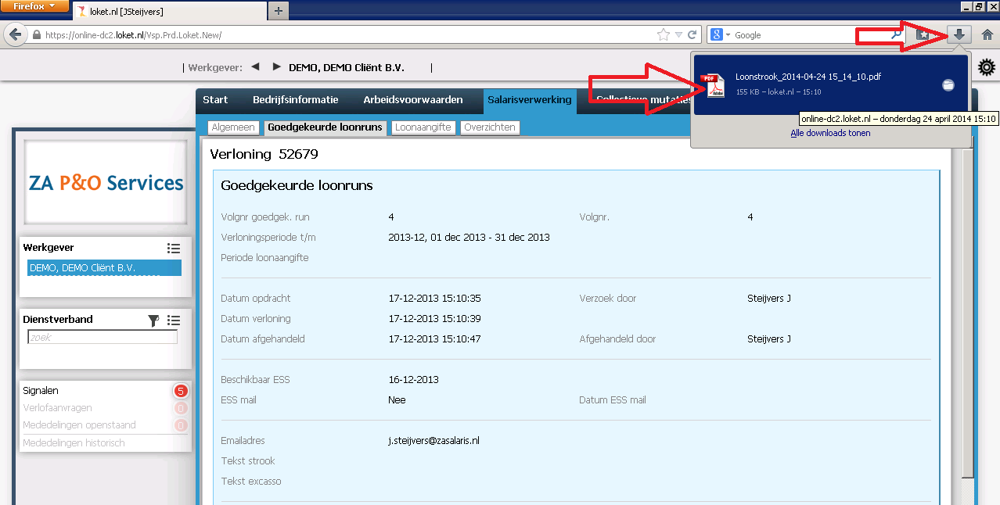 Firefox
loket.nl [JSteijvers]
https://online-dc2.loket.nl/Vsp.Prd.Loket.New/
8 Google
Werkgever: DEMO, DEMO Cliënt B.V.
PDF Adobe
Loonstrook_2014-04-24 15_14_10.pdf
155 KB – loket.nl – 15:10
online-dc2.loket.nl – donderdag 24 april 2014 15:10
Alle downloads tonen
Start Bedrijfsinformatie Arbeidsvoorwaarden Salarisverwerking Collectieve mutaties
Algemeen Goedgekeurde loonruns Loonaangifte Overzichten
ZA P&O Services
Werkgever
DEMO, DEMO Cliënt B.V.
Dienstverband
zoek
Signalen 5
Verlofaanvragen 0
Mededelingen openstaand 0
Mededelingen historisch
Verloning 52679
Goedgekeurde loonruns
Volgnr goedgek. run 4 Volgnr. 4
Verloningsperiode t/m 2013-12, 01 dec 2013 - 31 dec 2013
Periode loonaangifte
Datum opdracht 17-12-2013 15:10:35 Verzoek door Steijvers J
Datum verloning 17-12-2013 15:10:39
Datum afgehandeld 17-12-2013 15:10:47 Afgehandeld door Steijvers J
Beschikbaar ESS 16-12-2013
ESS mail Nee Datum ESS mail
Emailadres j.steijvers@zasalaris.nl
Tekst strook
Tekst excasso